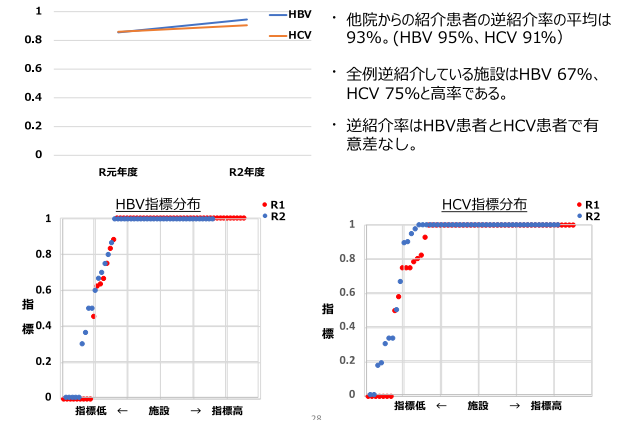 1
0.8
0.6
0.4
0.2
0
HBV
HCV
R元年度
R2年度
・ 他院からの紹介患者の逆紹介率の平均は
93%。(HBV 95%、HCV 91%)
・ 全例逆紹介している施設はHBV 67%、
HCV 75%と高率である。
・ 逆紹介率はHBV患者とHCV患者で有
意差なし。
HBV指標分布
R1
R2
1
0.8
0.6
0.4
0.2
0
指
標
指標低 ← 施設 → 指標高
HCV指標分布
R1
R2
1
0.8
0.6
0.4
0.2
0
指
標
指標低 ← 施設 → 指標高
28